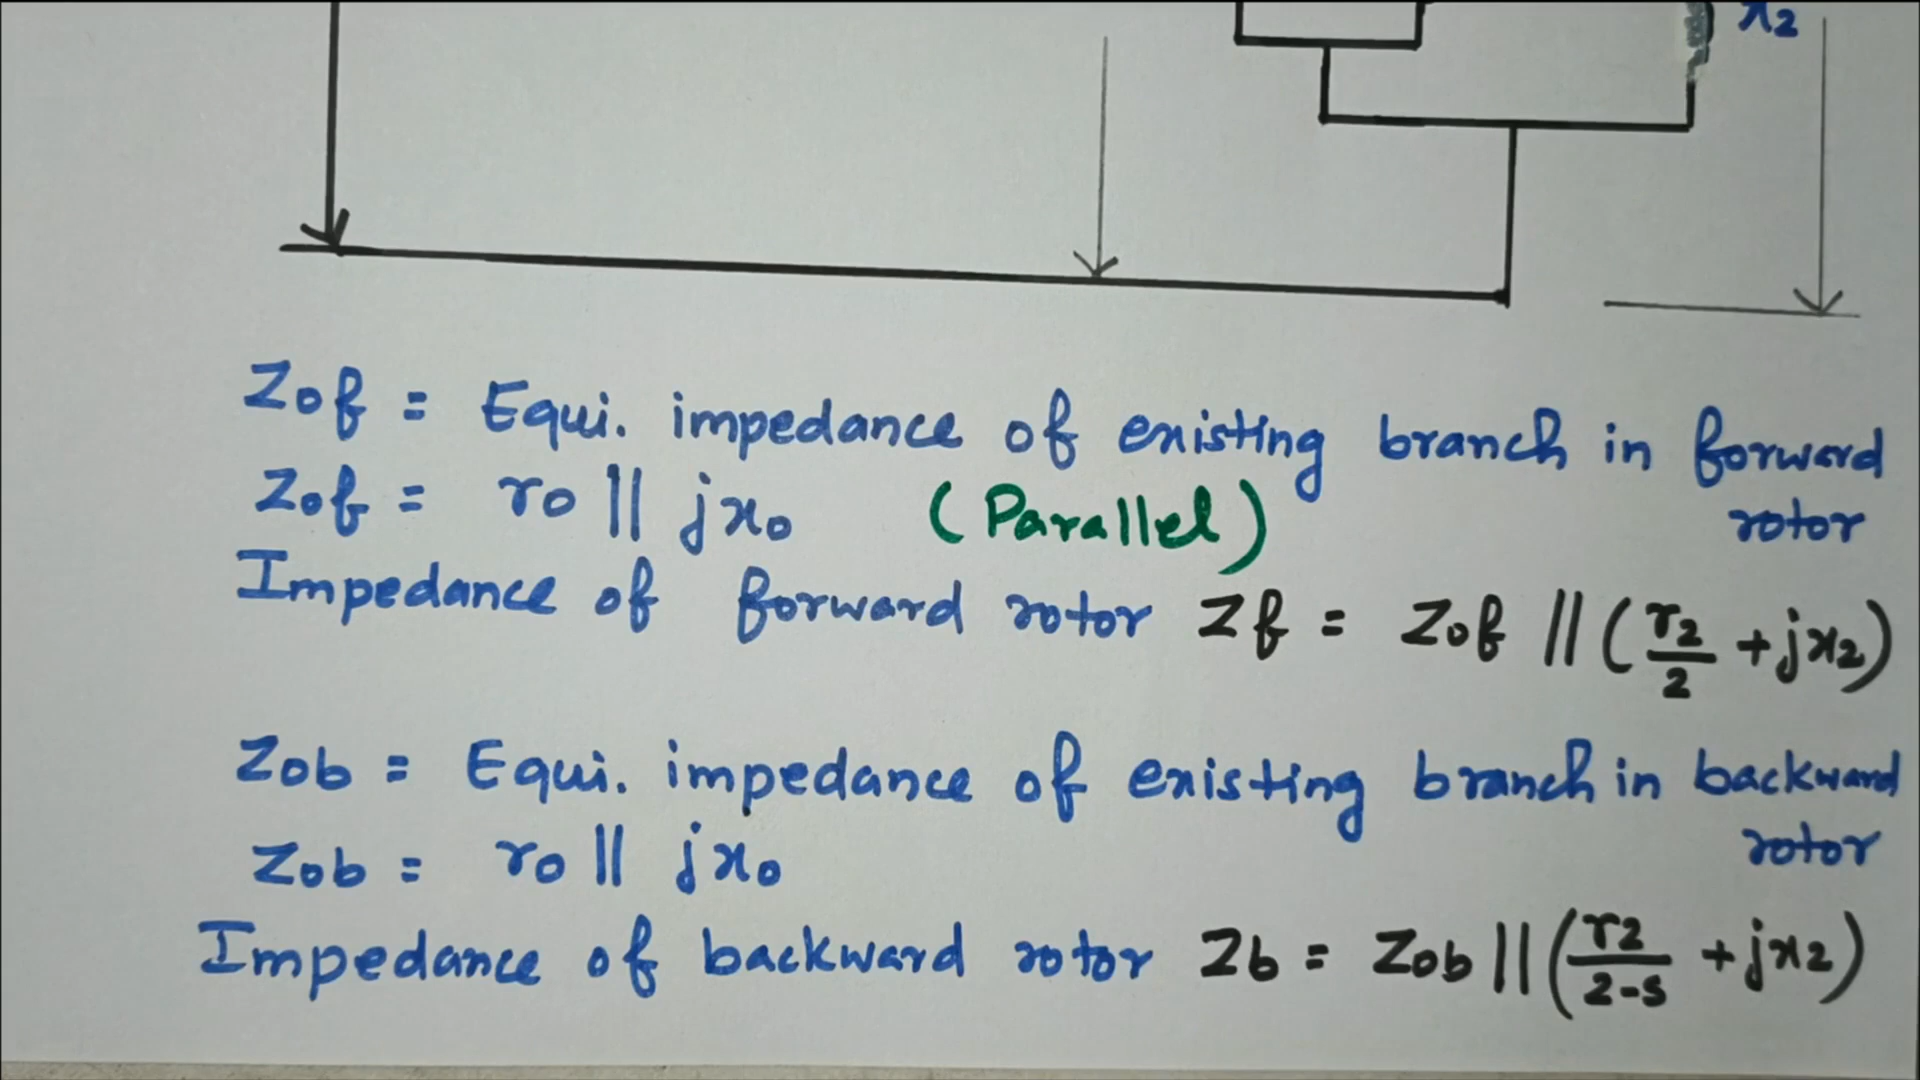 x2
Zof = Equi. impedance of existing branch in forward
rotor
Zof = ro || jxo (Parallel)
Impedance of forward rotor Zf = Zof || (r2/2 + jx2)
Zob = Equi. impedance of existing branch in backward
rotor
Zob = ro || jxo
Impedance of backward rotor Zb = Zob || (r2/2-s + jx2)